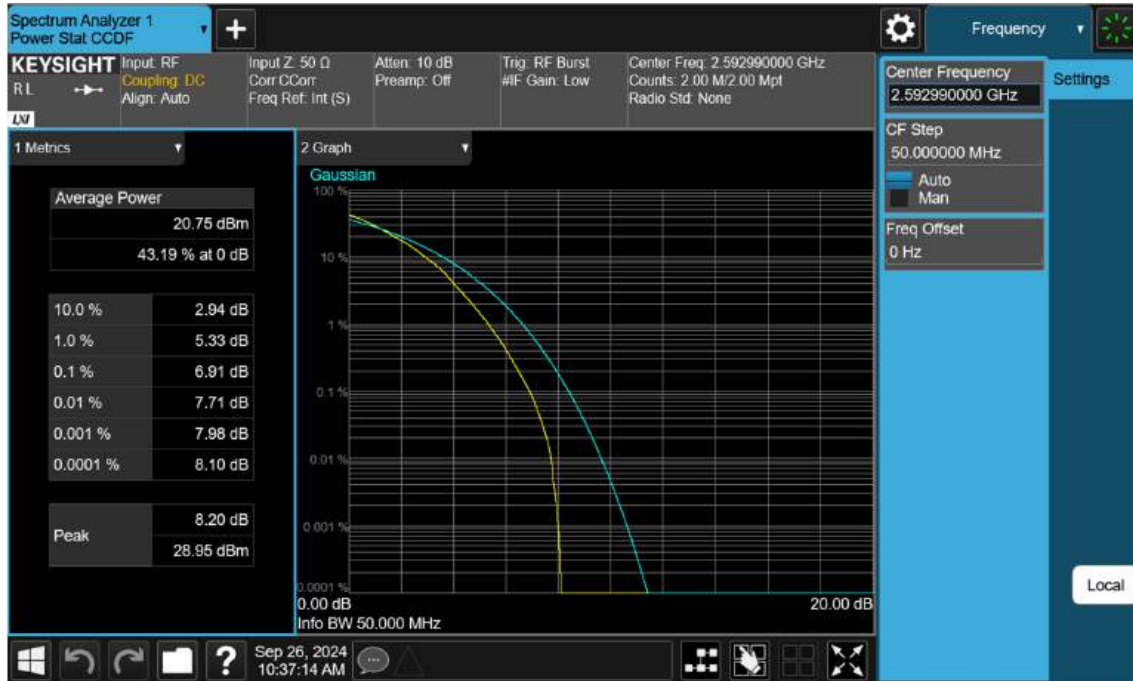 Spectrum Analyzer 1
Power Stat CCDF
Frequency
KEYSIGHT
R L
LXI
Input: RF
Coupling: DC
Align: Auto
Input Z: 50 Ω
Corr CCorr
Freq Ref: Int (S)
Atten: 10 dB
Preamp: Off
Trig: RF Burst
#IF Gain: Low
Center Freq: 2.592990000 GHz
Counts: 2.00 M/2.00 Mpt
Radio Std: None
Center Frequency
2.592990000 GHz
Settings
CF Step
50.000000 MHz
Auto
Man
Freq Offset
0 Hz
1 Metrics
Average Power
20.75 dBm
43.19 % at 0 dB
10.0 % 2.94 dB
1.0 % 5.33 dB
0.1 % 6.91 dB
0.01 % 7.71 dB
0.001 % 7.98 dB
0.0001 % 8.10 dB
Peak
8.20 dB
28.95 dBm
2 Graph
Gaussian
100 %
10 %
1 %
0.1 %
0.01 %
0.001 %
0.0001 %
0.00 dB 20.00 dB
Info BW 50.000 MHz
Local
Sep 26, 2024
10:37:14 AM